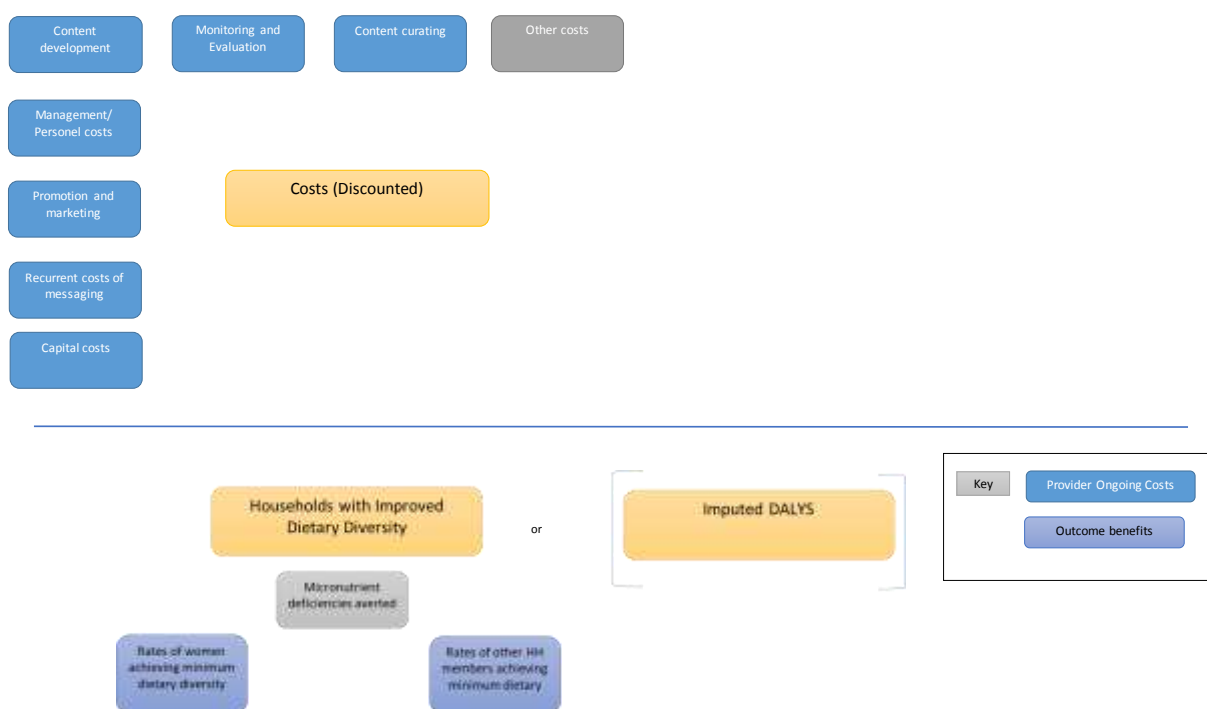 Content
development
Monitoring and
Evaluation
Content curating
Other costs
Management/
Personel costs
Costs (Discounted)
Promotion and
marketing
Recurrent costs of
messaging
Capital costs
Households with Improved
Dietary Diversity
or
Imputed DALYS
Key
Provider Ongoing Costs
Outcome benefits
Micronutrient
deficiencies averted
Rates of women
achieving minimum
dietary diversity
Rates of other HH
members achieving
minimum dietary